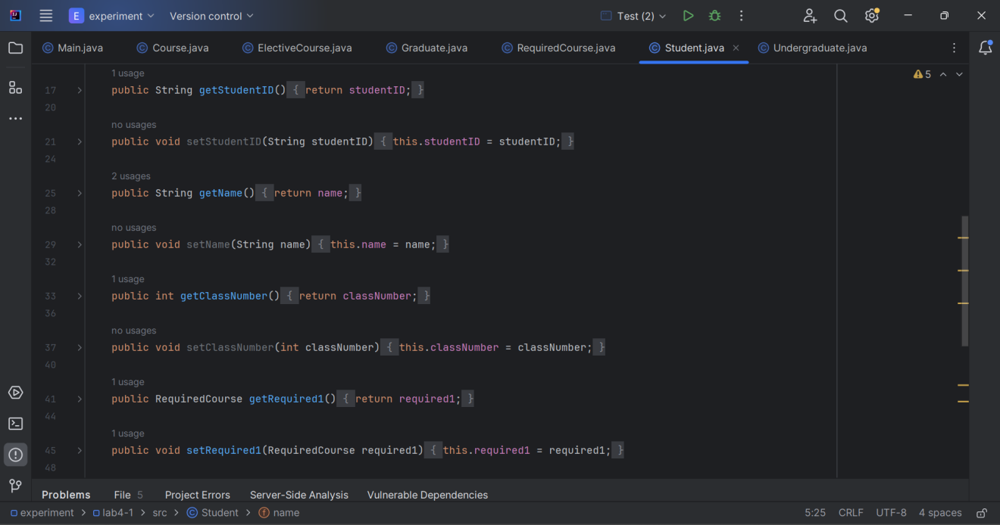 E experiment Version control Test (2)
Main.java Course.java ElectiveCourse.java Graduate.java RequiredCourse.java Student.java Undergraduate.java
5
1 usage
17 public String getStudentID() { return studentID; }
20
no usages
21 public void setStudentID(String studentID) { this.studentID = studentID; }
24
2 usages
25 public String getName() { return name; }
28
no usages
29 public void setName(String name) { this.name = name; }
32
1 usage
33 public int getClassNumber() { return classNumber; }
36
no usages
37 public void setClassNumber(int classNumber) { this.classNumber = classNumber; }
40
1 usage
41 public RequiredCourse getRequired1() { return required1; }
44
1 usage
45 public void setRequired1(RequiredCourse required1) { this.required1 = required1; }
48
Problems File 5 Project Errors Server-Side Analysis Vulnerable Dependencies
experiment lab4-1 src Student name 5:25 CRLF UTF-8 4 spaces